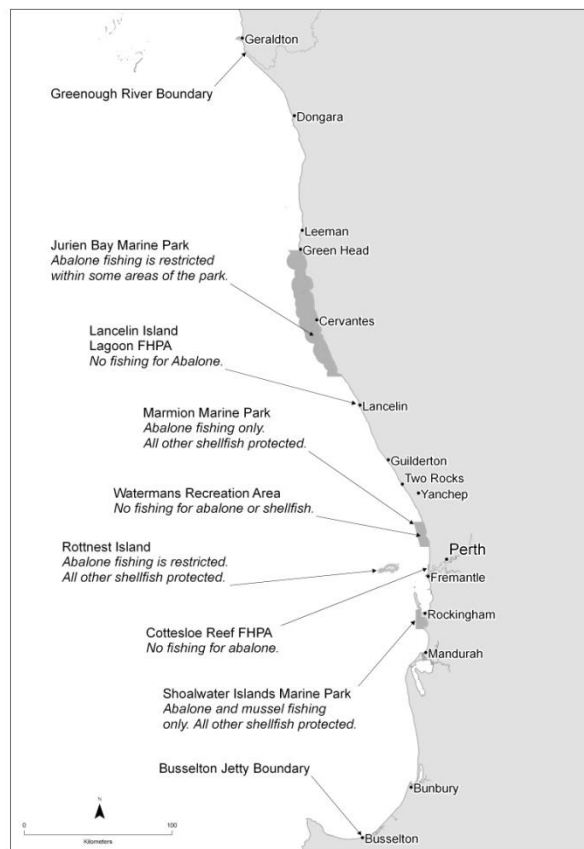 Geraldton
Greenough River Boundary
Dongara
Leeman
Jurien Bay Marine Park
Green Head
Abalone fishing is restricted
within some areas of the park.
Cervantes
Lancelin Island
Lagoon FHPA
No fishing for Abalone.
Lancelin
Marmion Marine Park
Abalone fishing only.
All other shellfish protected.
Guilderton
Two Rocks
Yanchep
Watermans Recreation Area
No fishing for abalone or shellfish.
Rottnest Island
Abalone fishing is restricted.
All other shellfish protected.
Perth
Fremantle
Cottesloe Reef FHPA
No fishing for abalone.
Rockingham
Mandurah
Shoalwater Islands Marine Park
Abalone and mussel fishing
only. All other shellfish protected.
Busselton Jetty Boundary
Bunbury
N
0 100
Kilometers
Busselton